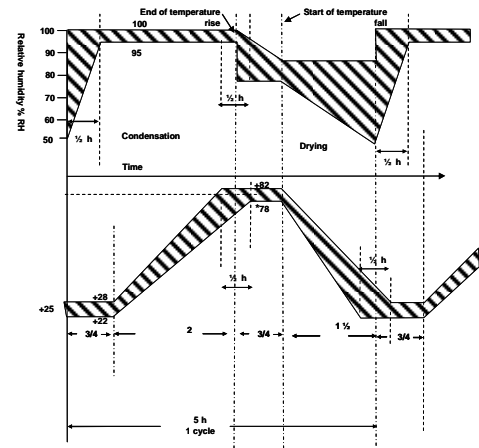 End of temperature
rise
Start of temperature
fall
Relative humidity % RH
100
90
80
70
60
50
100
95
½ h
½ h
½ h
Condensation
Drying
Time
+82
*78
½ h
½ h
+25
+28
+22
3/4
2
3/4
1 ½
3/4
5 h
1 cycle